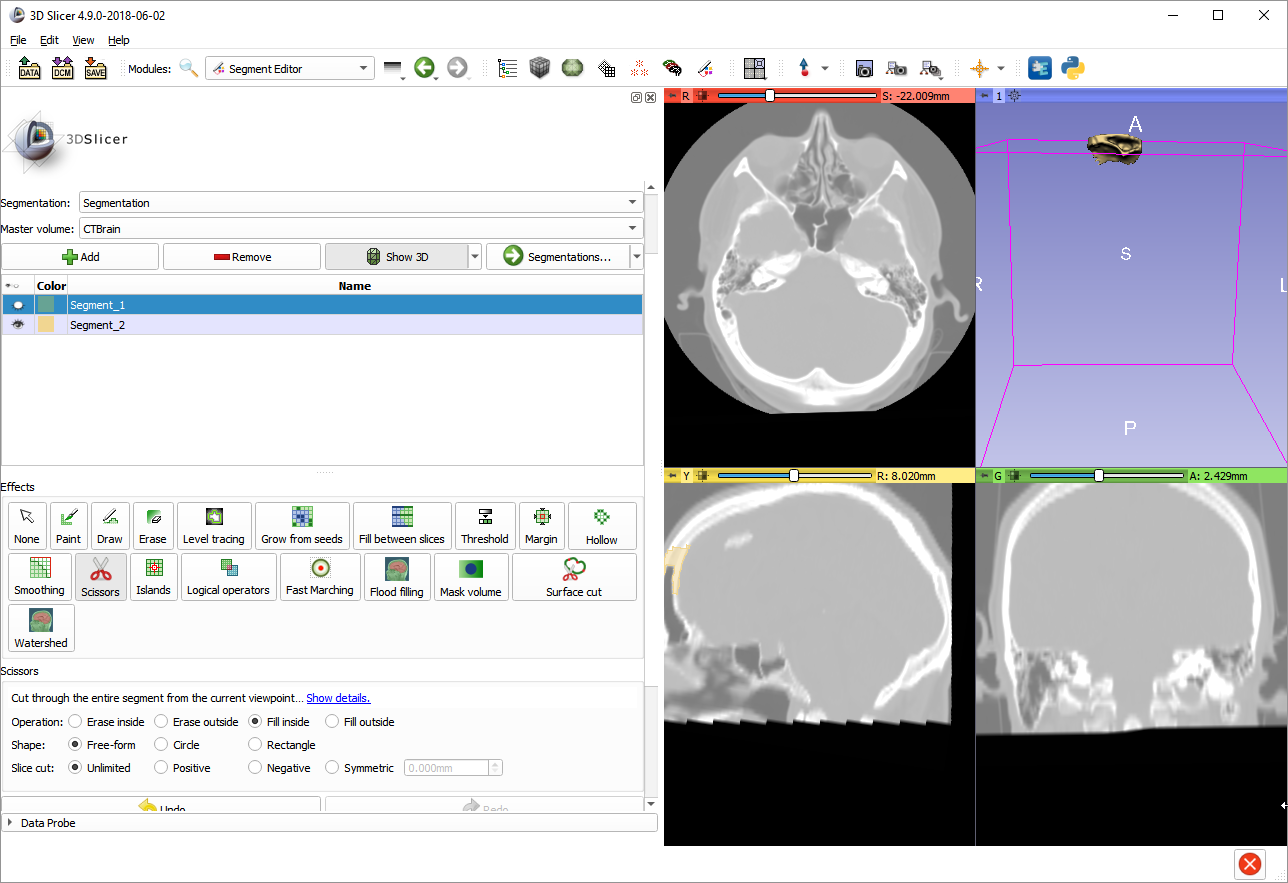 3D Slicer 4.9.0-2018-06-02
File Edit View Help
DATA DCM SAVE Modules: Segment Editor
R S: -22.009mm
1
3DSlicer
A
Segmentation: Segmentation
Master volume: CTBrain
Add Remove Show 3D Segmentations...
S
R L
Color Name
Segment_1
Segment_2
P
Y R: 8.020mm
G A: 2.429mm
Effects
None Paint Draw Erase Level tracing Grow from seeds Fill between slices Threshold Margin Hollow
Smoothing Scissors Islands Logical operators Fast Marching Flood filling Mask volume Surface cut
Watershed
Scissors
Cut through the entire segment from the current viewpoint... Show details.
Operation: Erase inside Erase outside Fill inside Fill outside
Shape: Free-form Circle Rectangle
Slice cut: Unlimited Positive Negative Symmetric 0.000mm
Undo Redo
Data Probe